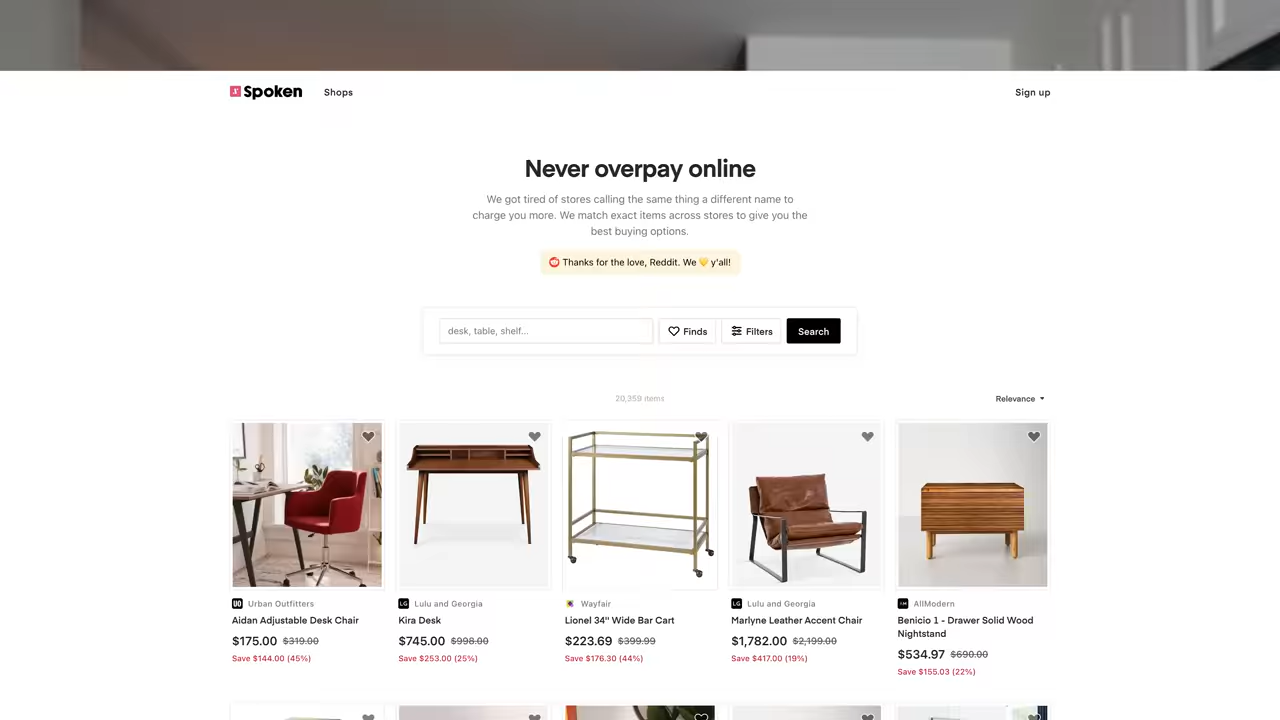 Spoken
Shops
Sign up
Never overpay online
We got tired of stores calling the same thing a different name to
charge you more. We match exact items across stores to give you the
best buying options.
Thanks for the love, Reddit. We 💛 y'all!
desk, table, shelf...
Finds
Filters
Search
20,359 items
Relevance
UO Urban Outfitters
Aidan Adjustable Desk Chair
$175.00 $319.00
Save $144.00 (45%)
LG Lulu and Georgia
Kira Desk
$745.00 $998.00
Save $253.00 (25%)
Wayfair
Lionel 34'' Wide Bar Cart
$223.69 $399.99
Save $176.30 (44%)
LG Lulu and Georgia
Marlyne Leather Accent Chair
$1,782.00 $2,199.00
Save $417.00 (19%)
AllModern
Benicio 1 - Drawer Solid Wood
Nightstand
$534.97 $690.00
Save $155.03 (22%)